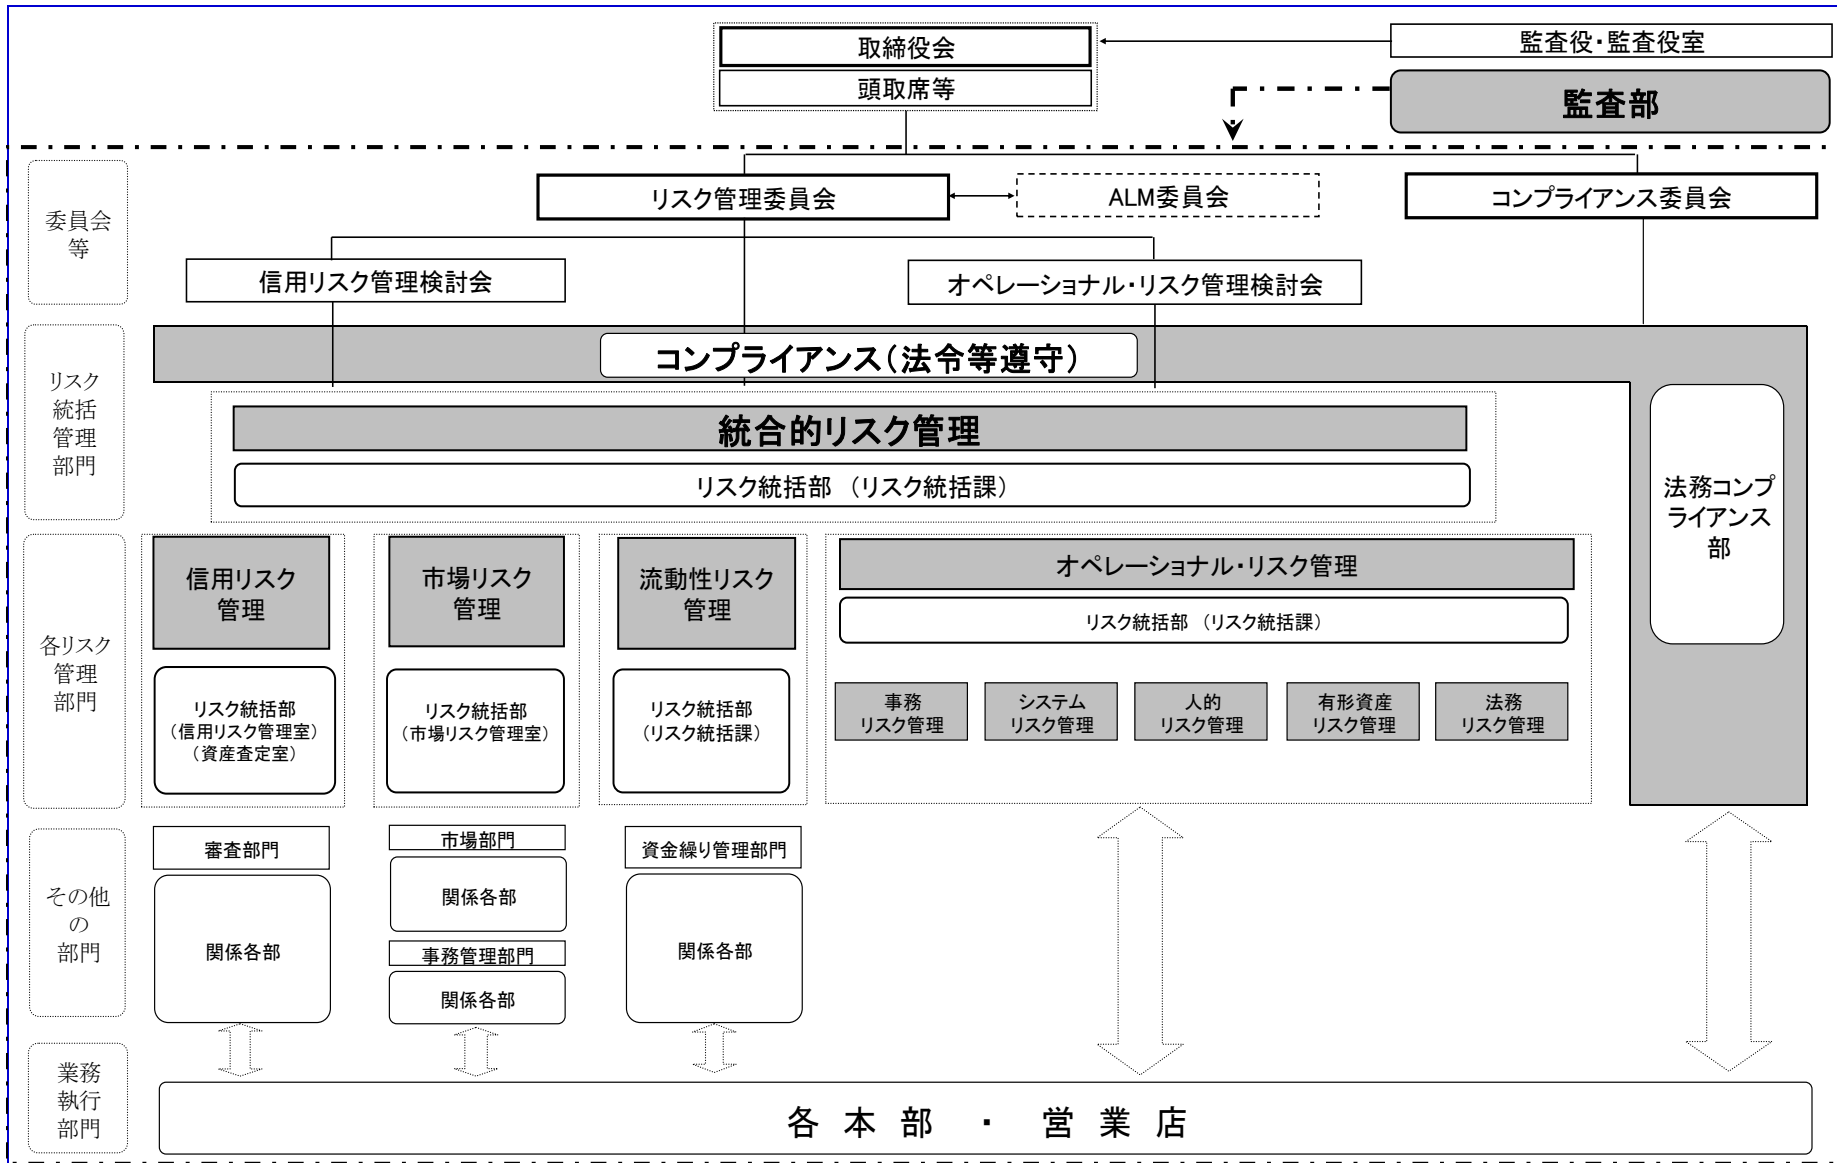 取締役会
監査役・監査役室
頭取席等
監査部
委員会
等
リスク管理委員会
ALM委員会
コンプライアンス委員会
信用リスク管理検討会
オペレーショナル・リスク管理検討会
リスク
統括
管理
部門
コンプライアンス(法令等遵守)
統合的リスク管理
リスク統括部 (リスク統括課)
法務コンプ
ライアンス
部
各リスク
管理
部門
信用リスク
管理
市場リスク
管理
流動性リスク
管理
オペレーショナル・リスク管理
リスク統括部 (リスク統括課)
リスク統括部
(信用リスク管理室)
(資産査定室)
リスク統括部
(市場リスク管理室)
リスク統括部
(リスク統括課)
事務
リスク管理
システム
リスク管理
人的
リスク管理
有形資産
リスク管理
法務
リスク管理
その他
の
部門
審査部門
関係各部
市場部門
関係各部
事務管理部門
関係各部
資金繰り管理部門
関係各部
業務
執行
部門
各本部・営業店